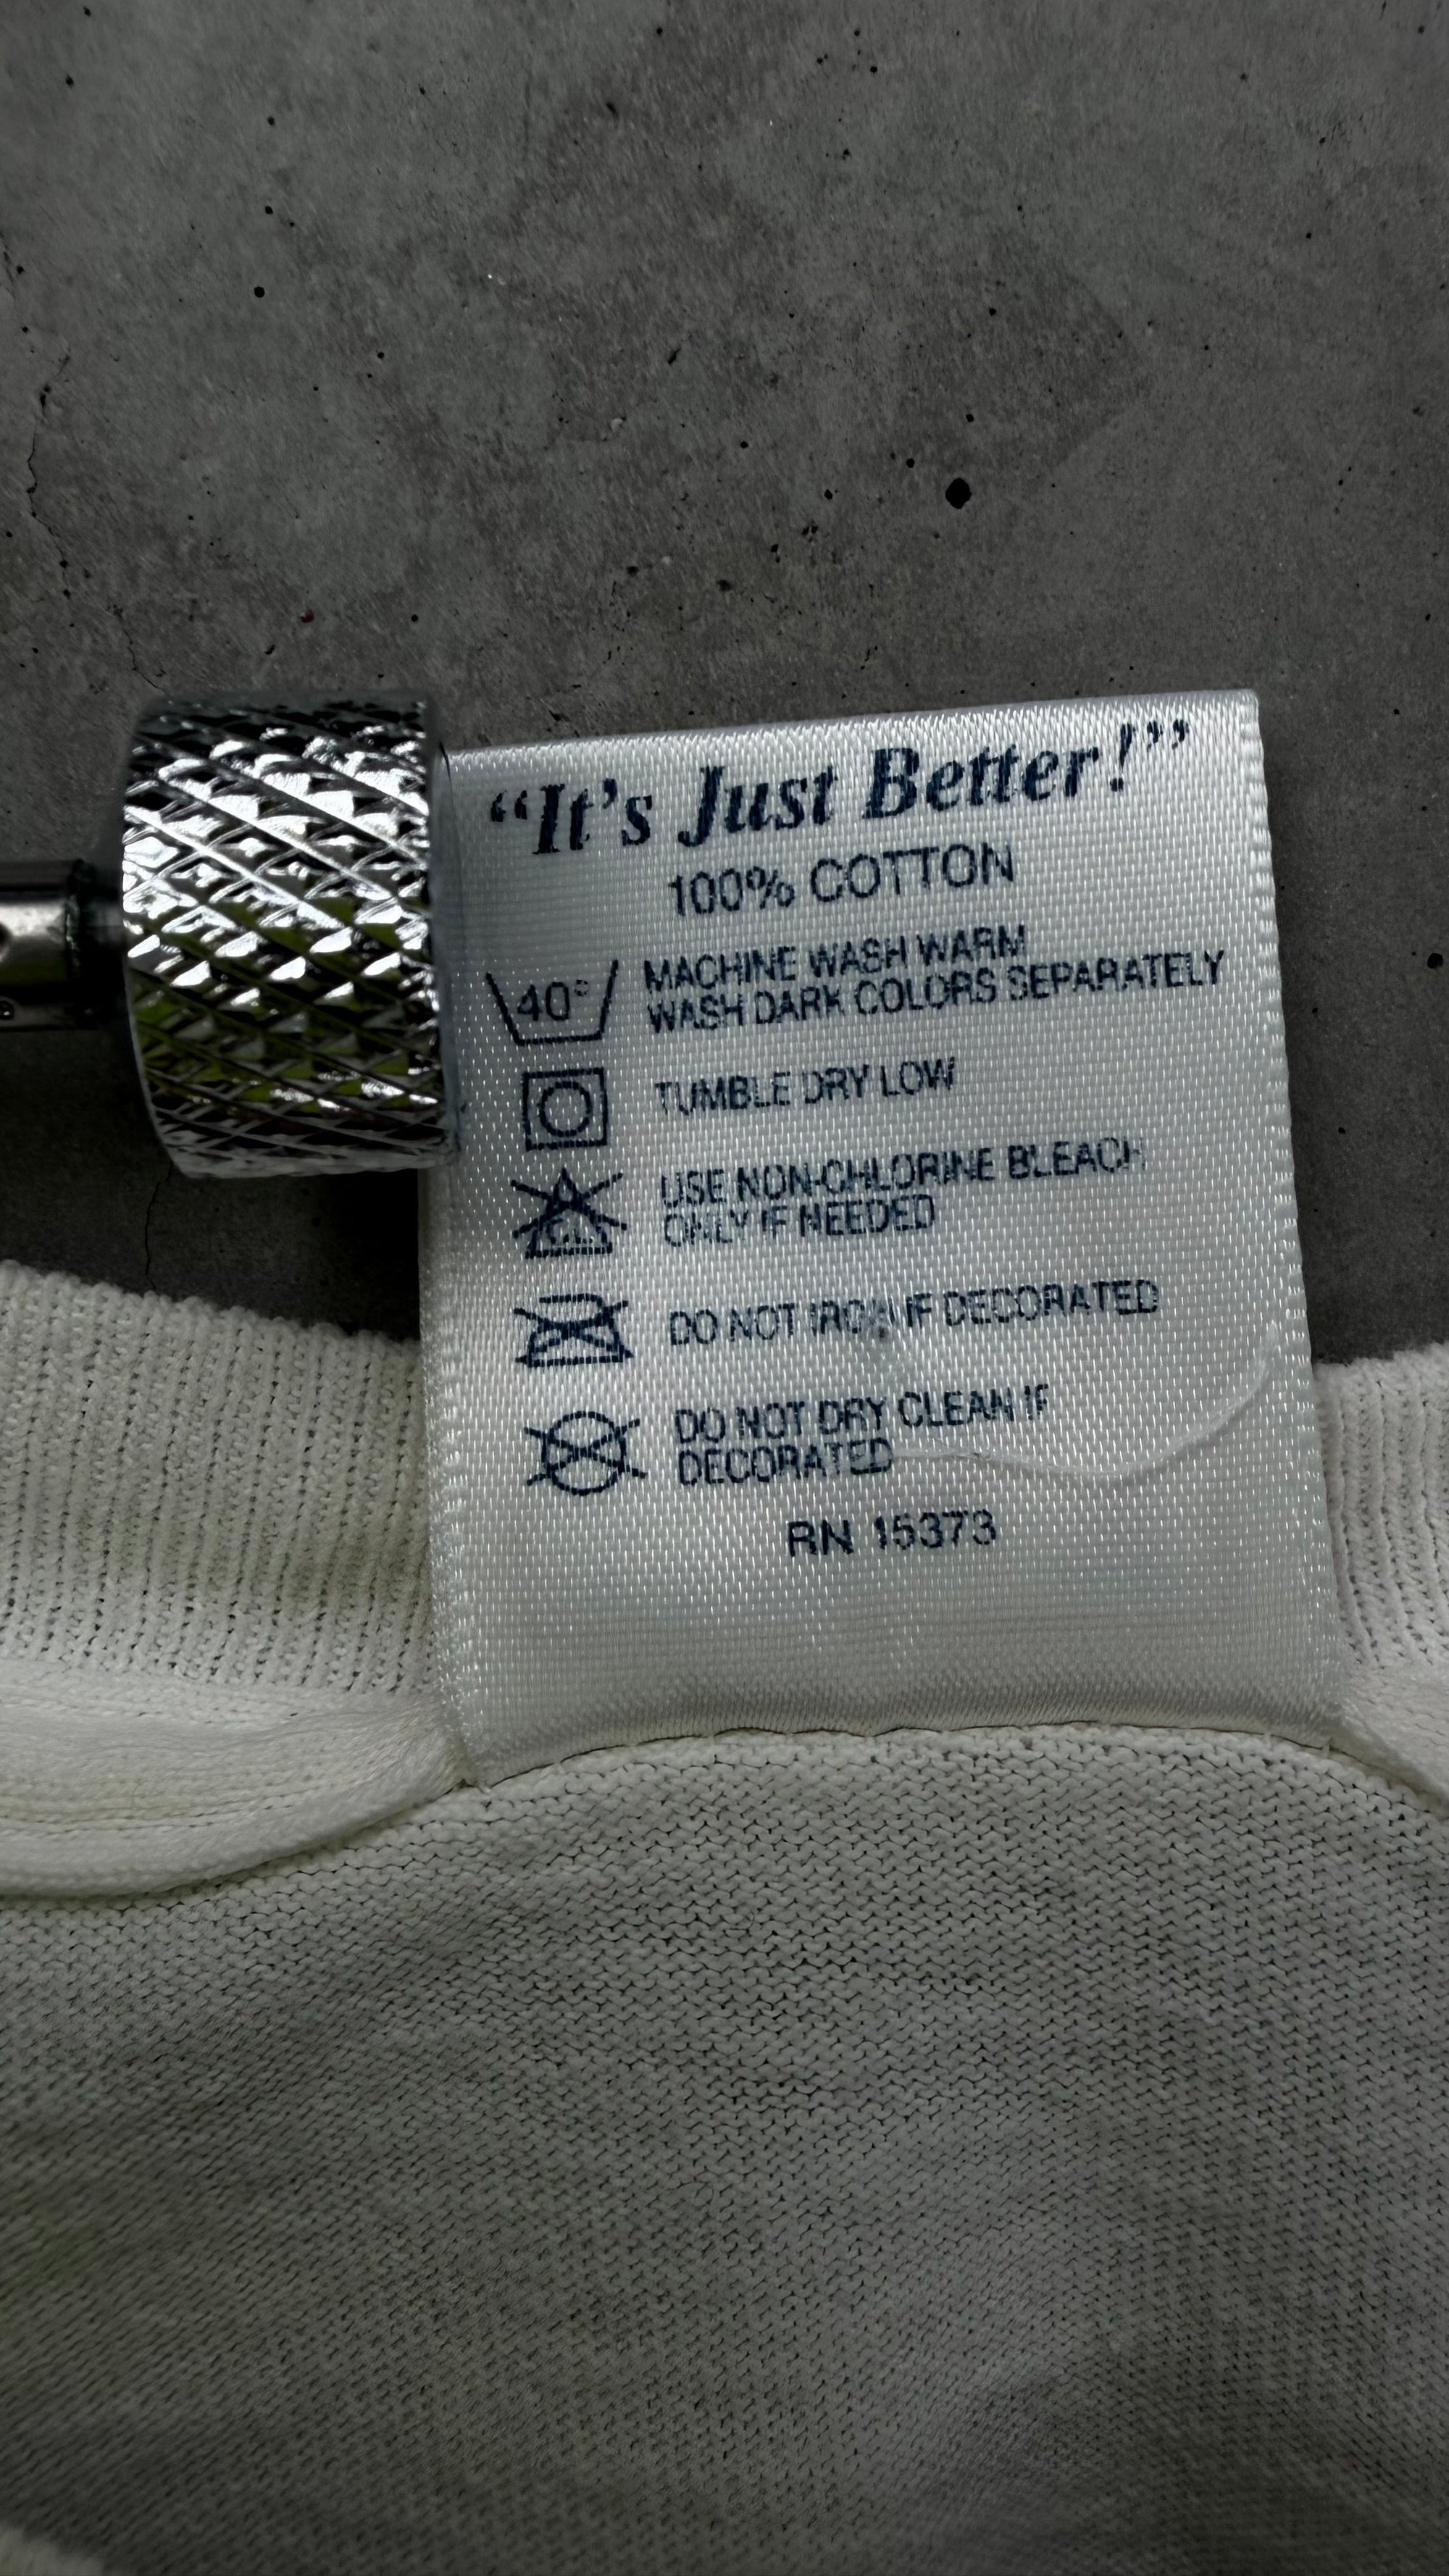 “It’s Just Better!”
100% COTTON
40° MACHINE WASH WARM
WASH DARK COLORS SEPARATELY
TUMBLE DRY LOW
CL USE NON-CHLORINE BLEACH
ONLY IF NEEDED
DO NOT IRON IF DECORATED
DO NOT DRY CLEAN IF
DECORATED
RN 15373